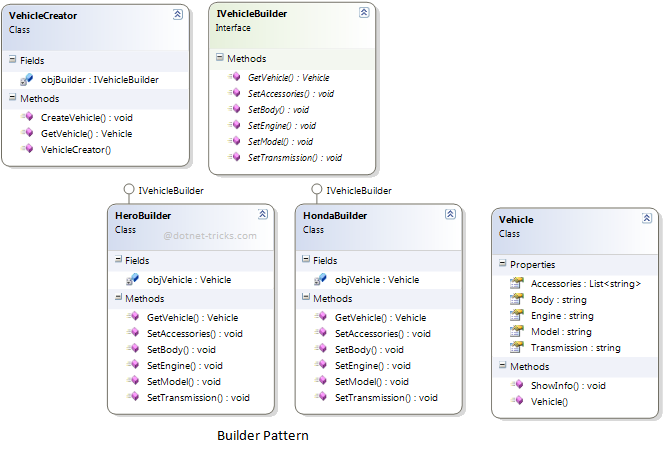 VehicleCreator
Class
Fields
objBuilder : IVehicleBuilder
Methods
CreateVehicle() : void
GetVehicle() : Vehicle
VehicleCreator()
IVehicleBuilder
Interface
Methods
GetVehicle() : Vehicle
SetAccessories() : void
SetBody() : void
SetEngine() : void
SetModel() : void
SetTransmission() : void
IVehicleBuilder
HeroBuilder
Class
@dotnet-tricks.com
Fields
objVehicle : Vehicle
Methods
GetVehicle() : Vehicle
SetAccessories() : void
SetBody() : void
SetEngine() : void
SetModel() : void
SetTransmission() : void
IVehicleBuilder
HondaBuilder
Class
Fields
objVehicle : Vehicle
Methods
GetVehicle() : Vehicle
SetAccessories() : void
SetBody() : void
SetEngine() : void
SetModel() : void
SetTransmission() : void
Vehicle
Class
Properties
Accessories : List<string>
Body : string
Engine : string
Model : string
Transmission : string
Methods
ShowInfo() : void
Vehicle()
Builder Pattern